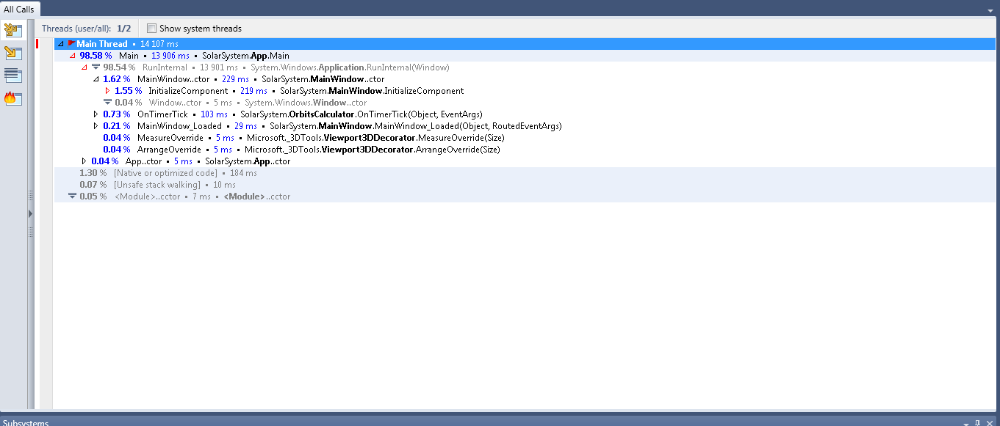 All Calls
Threads (user/all): 1/2 Show system threads
Main Thread • 14 107 ms
98.58 % Main • 13 906 ms • SolarSystem.App.Main
98.54 % RunInternal • 13 901 ms • System.Windows.Application.RunInternal(Window)
1.62 % MainWindow..ctor • 229 ms • SolarSystem.MainWindow..ctor
1.55 % InitializeComponent • 219 ms • SolarSystem.MainWindow.InitializeComponent
0.04 % Window..ctor • 5 ms • System.Windows.Window..ctor
0.73 % OnTimerTick • 103 ms • SolarSystem.OrbitsCalculator.OnTimerTick(Object, EventArgs)
0.21 % MainWindow_Loaded • 29 ms • SolarSystem.MainWindow.MainWindow_Loaded(Object, RoutedEventArgs)
0.04 % MeasureOverride • 5 ms • Microsoft._3DTools.Viewport3DDecorator.MeasureOverride(Size)
0.04 % ArrangeOverride • 5 ms • Microsoft._3DTools.Viewport3DDecorator.ArrangeOverride(Size)
0.04 % App..ctor • 5 ms • SolarSystem.App..ctor
1.30 % [Native or optimized code] • 184 ms
0.07 % [Unsafe stack walking] • 10 ms
0.05 % <Module>..cctor • 7 ms • <Module>..cctor
Subsystems